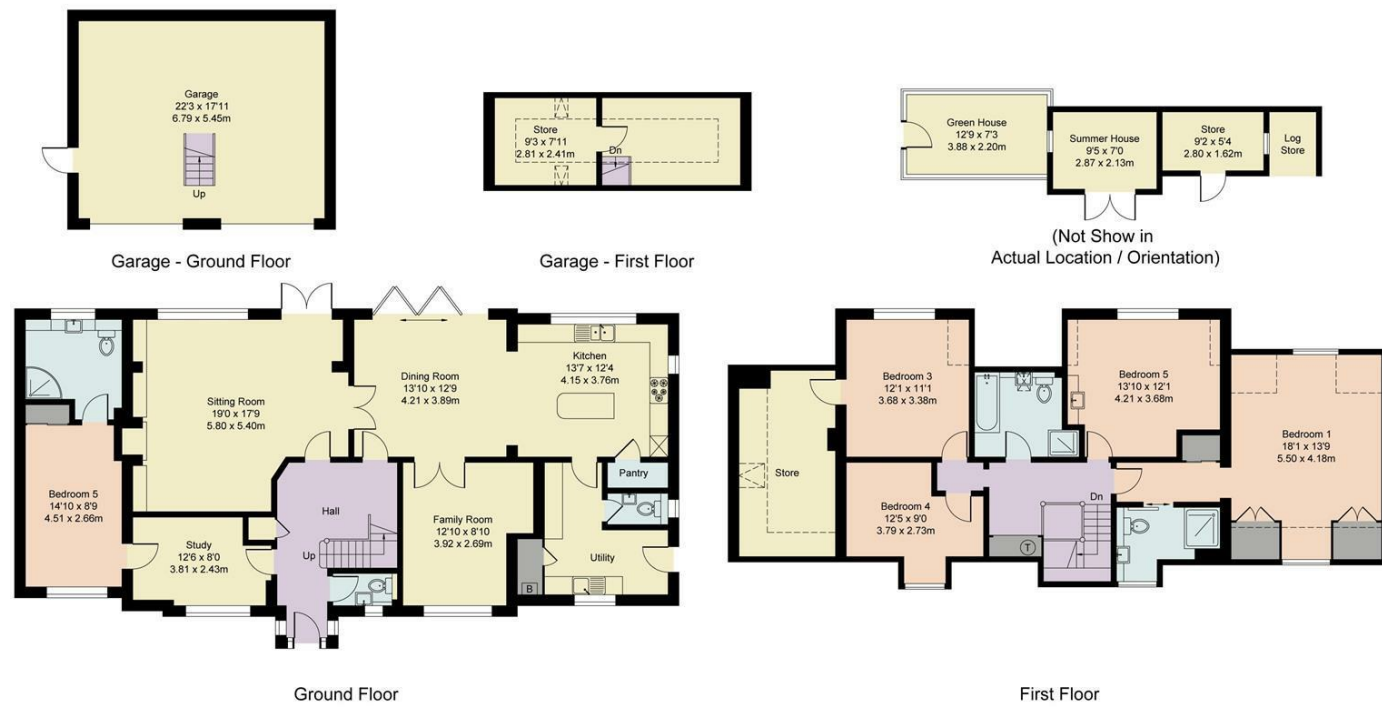 Garage
22'3 x 17'11
6.79 x 5.45m
Up
Garage - Ground Floor
Store
9'3 x 7'11
2.81 x 2.41m
Dn
Garage - First Floor
Green House
12'9 x 7'3
3.88 x 2.20m
Summer House
9'5 x 7'0
2.87 x 2.13m
Store
9'2 x 5'4
2.80 x 1.62m
Log
Store
(Not Show in
Actual Location / Orientation)
Sitting Room
19'0 x 17'9
5.80 x 5.40m
Dining Room
13'10 x 12'9
4.21 x 3.89m
Kitchen
13'7 x 12'4
4.15 x 3.76m
Pantry
Bedroom 5
14'10 x 8'9
4.51 x 2.66m
Study
12'6 x 8'0
3.81 x 2.43m
Hall
Up
Family Room
12'10 x 8'10
3.92 x 2.69m
Utility
B
Ground Floor
Bedroom 3
12'1 x 11'1
3.68 x 3.38m
Bedroom 5
13'10 x 12'1
4.21 x 3.68m
Bedroom 1
18'1 x 13'9
5.50 x 4.18m
Store
Bedroom 4
12'5 x 9'0
3.79 x 2.73m
Dn
T
First Floor